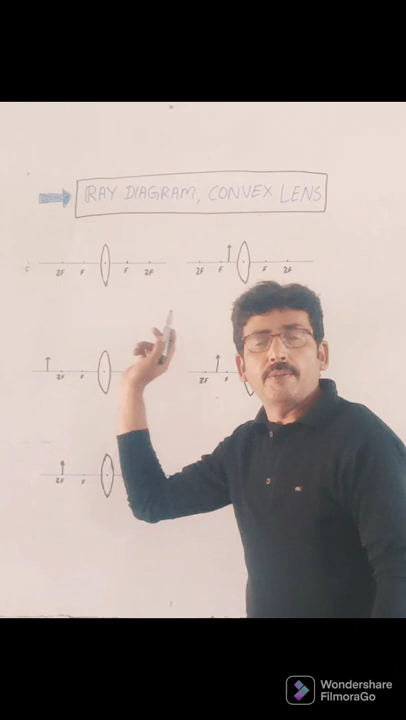 RAY DIAGRAM, CONVEX LENS
C 2F F F 2F
2F F F 2F
2F F
2F F
2F F
Wondershare
FilmoraGo